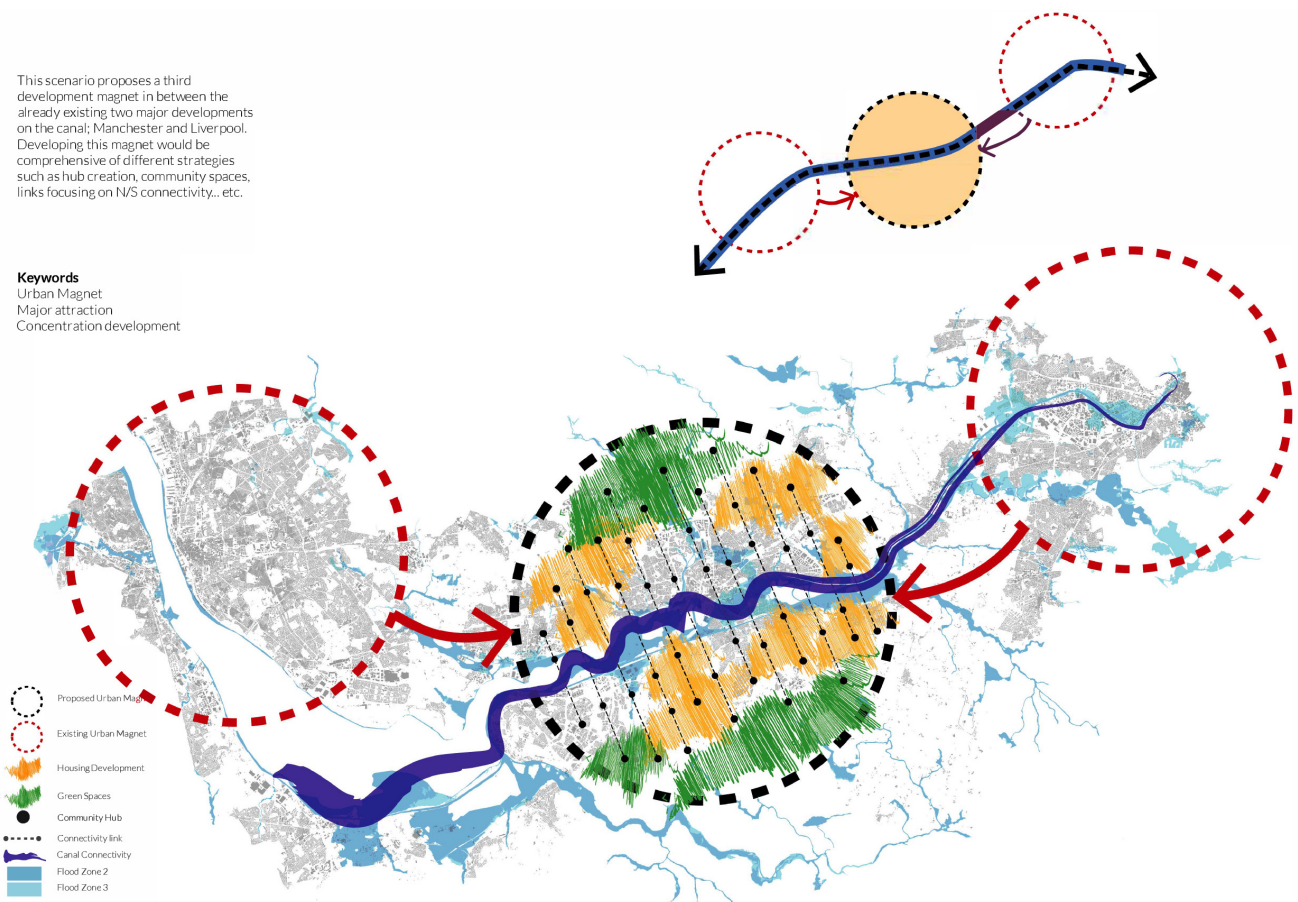 This scenario proposes a third
development magnet in between the
already existing two major developments
on the canal; Manchester and Liverpool.
Developing this magnet would be
comprehensive of different strategies
such as hub creation, community spaces,
links focusing on N/S connectivity... etc.
Keywords
Urban Magnet
Major attraction
Concentration development
Proposed Urban Magnet
Existing Urban Magnet
Housing Development
Green Spaces
Community Hub
Connectivity link
Canal Connectivity
Flood Zone 2
Flood Zone 3